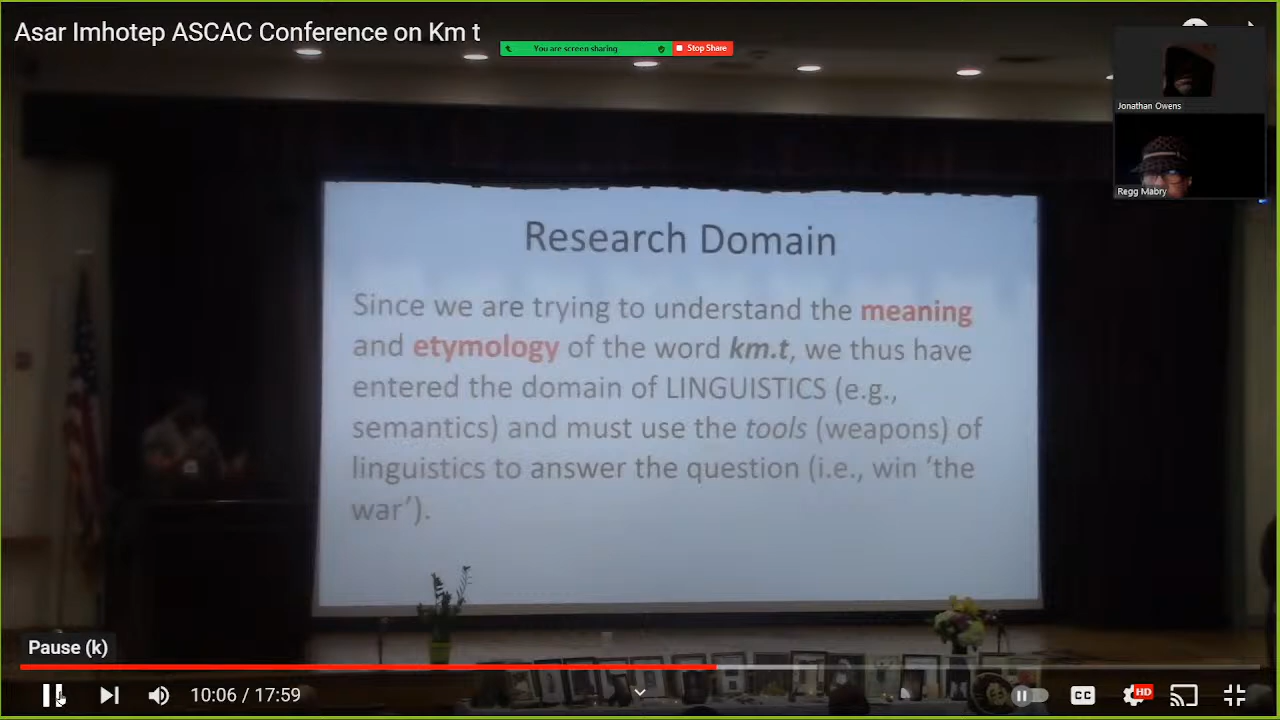 Asar Imhotep ASCAC Conference on Km t
You are screen sharing
Stop Share
Jonathan Owens
Regg Mabry
Research Domain
Since we are trying to understand the meaning
and etymology of the word km.t, we thus have
entered the domain of LINGUISTICS (e.g.,
semantics) and must use the tools (weapons) of
linguistics to answer the question (i.e., win ‘the
war’).
Pause (k)
10:06 / 17:59
CC
HD